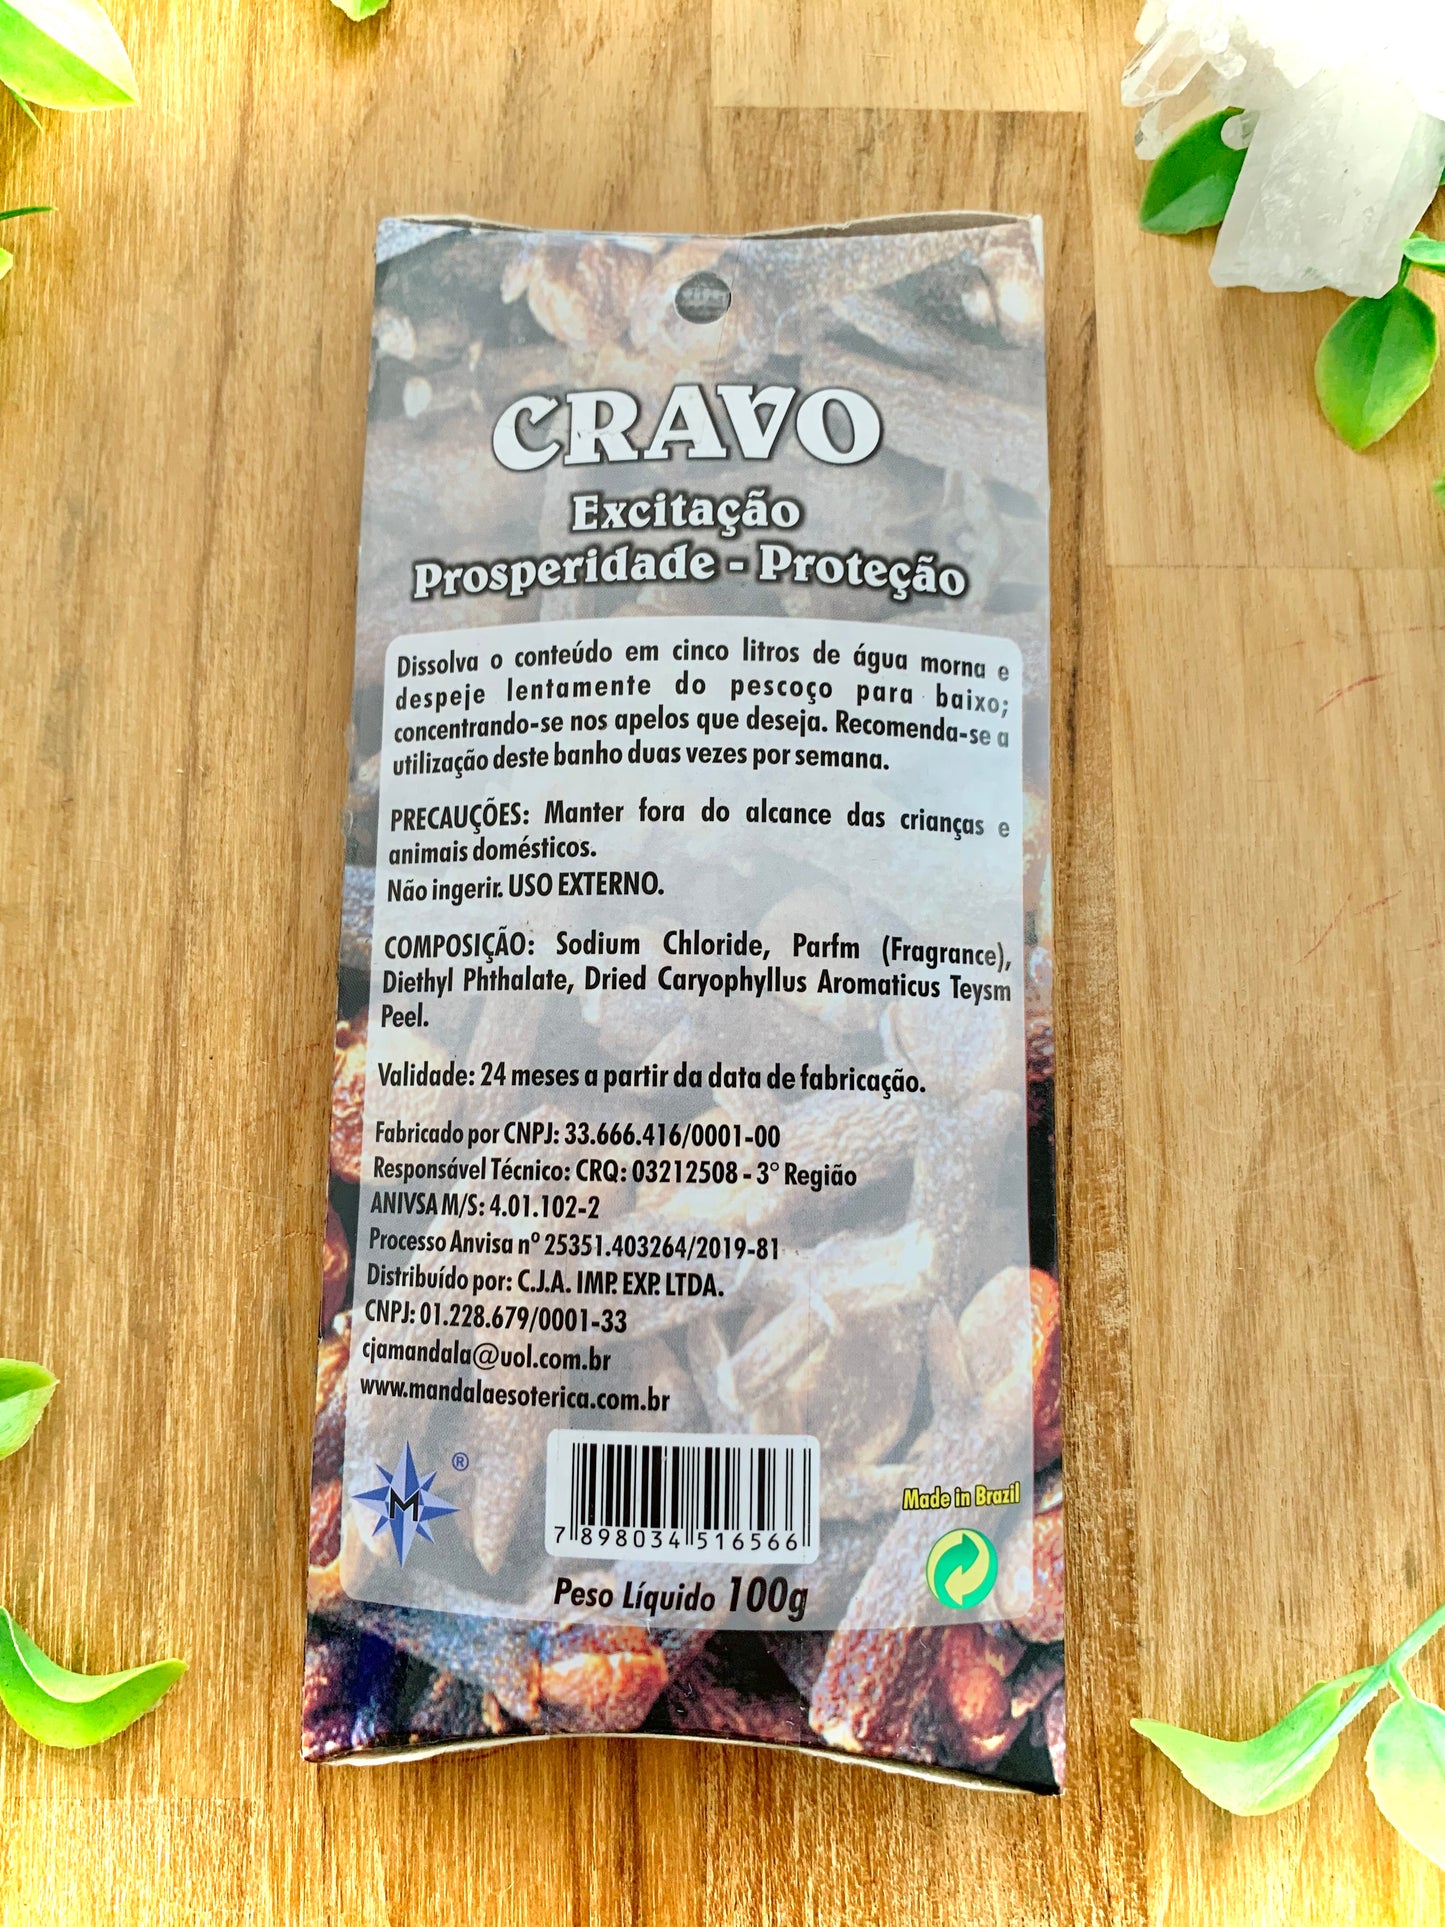 CRAVO
Excitação
Prosperidade - Proteção
Dissolva o conteúdo em cinco litros de água morna e
despeje lentamente do pescoço para baixo;
concentrando-se nos apelos que deseja. Recomenda-se a
utilização deste banho duas vezes por semana.
PRECAUÇÕES: Manter fora do alcance das crianças e
animais domésticos.
Não ingerir. USO EXTERNO.
COMPOSIÇÃO: Sodium Chloride, Parfm (Fragrance),
Diethyl Phthalate, Dried Caryophyllus Aromaticus Teysm
Peel.
Validade: 24 meses a partir da data de fabricação.
Fabricado por CNPJ: 33.666.416/0001-00
Responsável Técnico: CRQ: 03212508 - 3° Região
ANIVSA M/S: 4.01.102-2
Processo Anvisa nº 25351.403264/2019-81
Distribuído por: C.J.A. IMP. EXP. LTDA.
CNPJ: 01.228.679/0001-33
cjamandala@uol.com.br
www.mandalaesoterica.com.br
M ®
7 898034 516566
Made in Brazil
Peso Líquido 100g